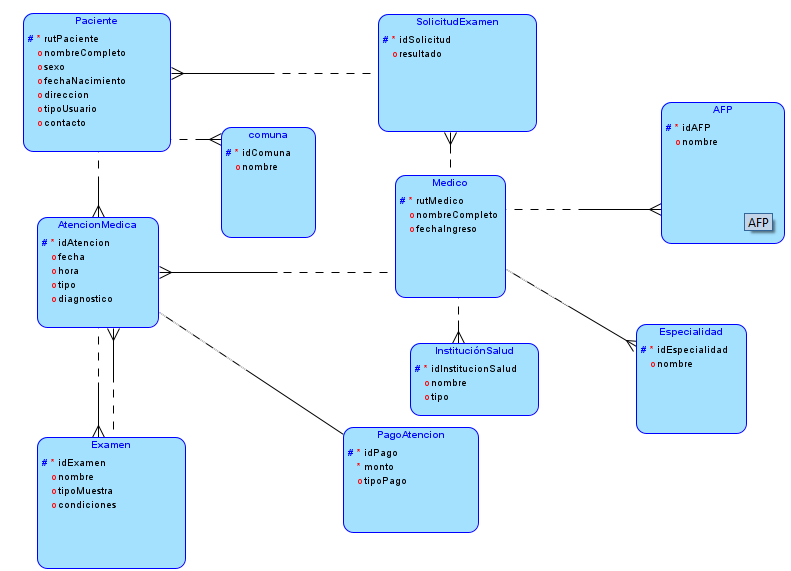 Paciente
# * rutPaciente
o nombreCompleto
o sexo
o fechaNacimiento
o direccion
o tipoUsuario
o contacto
SolicitudExamen
# * idSolicitud
o resultado
comuna
# * idComuna
o nombre
AFP
# * idAFP
o nombre
AFP
Medico
# * rutMedico
o nombreCompleto
o fechaIngreso
AtencionMedica
# * idAtencion
o fecha
o hora
o tipo
o diagnostico
InstituciónSalud
# * idInstitucionSalud
o nombre
o tipo
Especialidad
# * idEspecialidad
o nombre
Examen
# * idExamen
o nombre
o tipoMuestra
o condiciones
PagoAtencion
# * idPago
* monto
o tipoPago